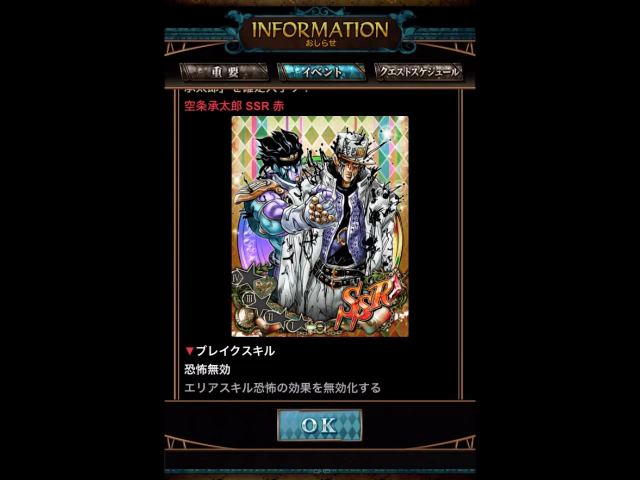 INFORMATION
おしらせ
重要
イベント
クエストスケジュール
空条承太郎 SSR 赤
IV
III
II
I
SSR
▼ブレイクスキル
恐怖無効
エリアスキル恐怖の効果を無効化する
OK